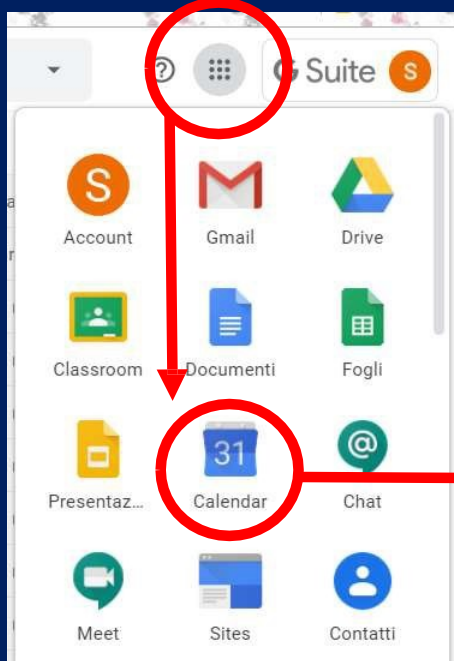 G Suite S
S
Account Gmail Drive
Classroom Documenti Fogli
31 @
Presentaz... Calendar Chat
Meet Sites Contatti